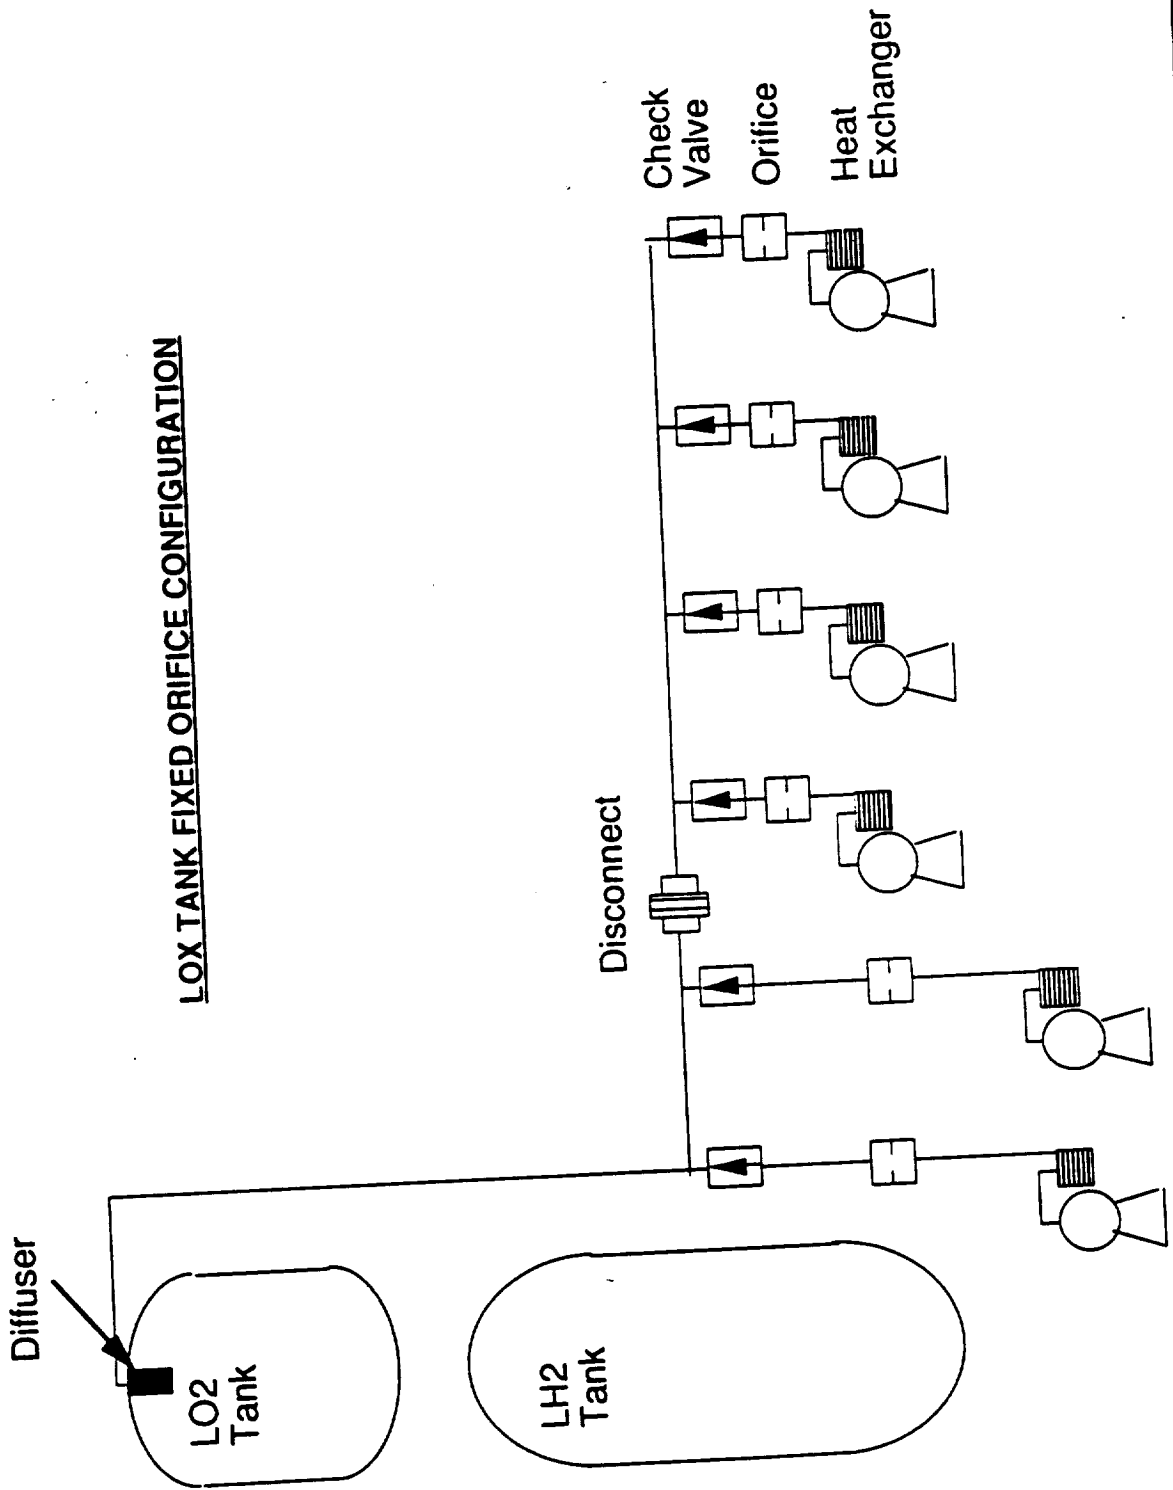 LOX TANK FIXED ORIFICE CONFIGURATION
Diffuser
LO2
Tank
LH2
Tank
Disconnect
Check
Valve
Orifice
Heat
Exchanger